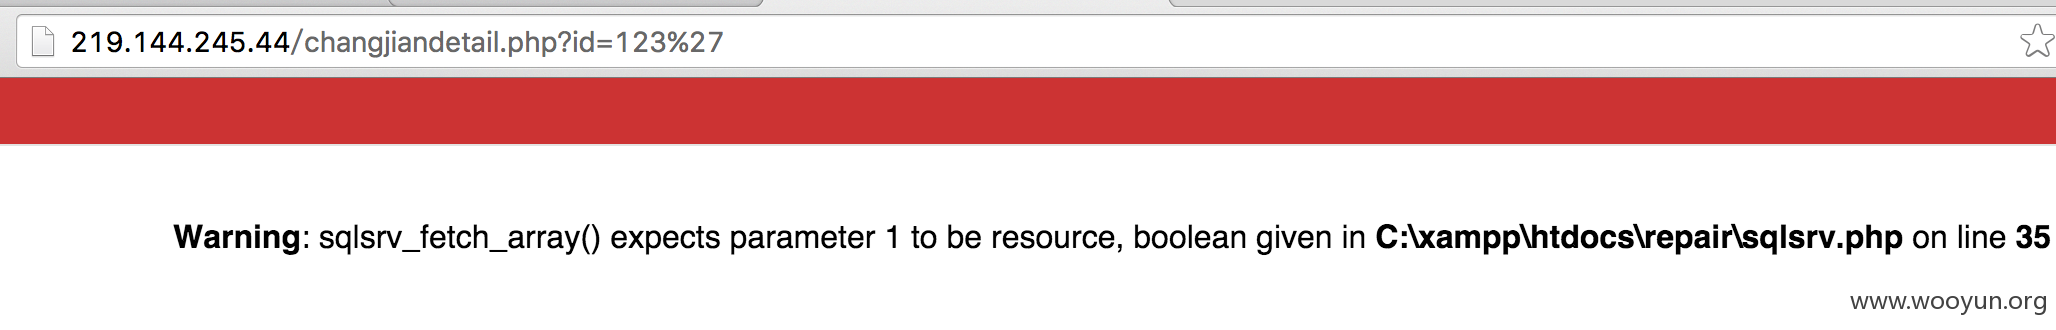 219.144.245.44/changjiandetail.php?id=123%27
Warning: sqlsrv_fetch_array() expects parameter 1 to be resource, boolean given in C:\xampp\htdocs\repair\sqlsrv.php on line 35
www.wooyun.org